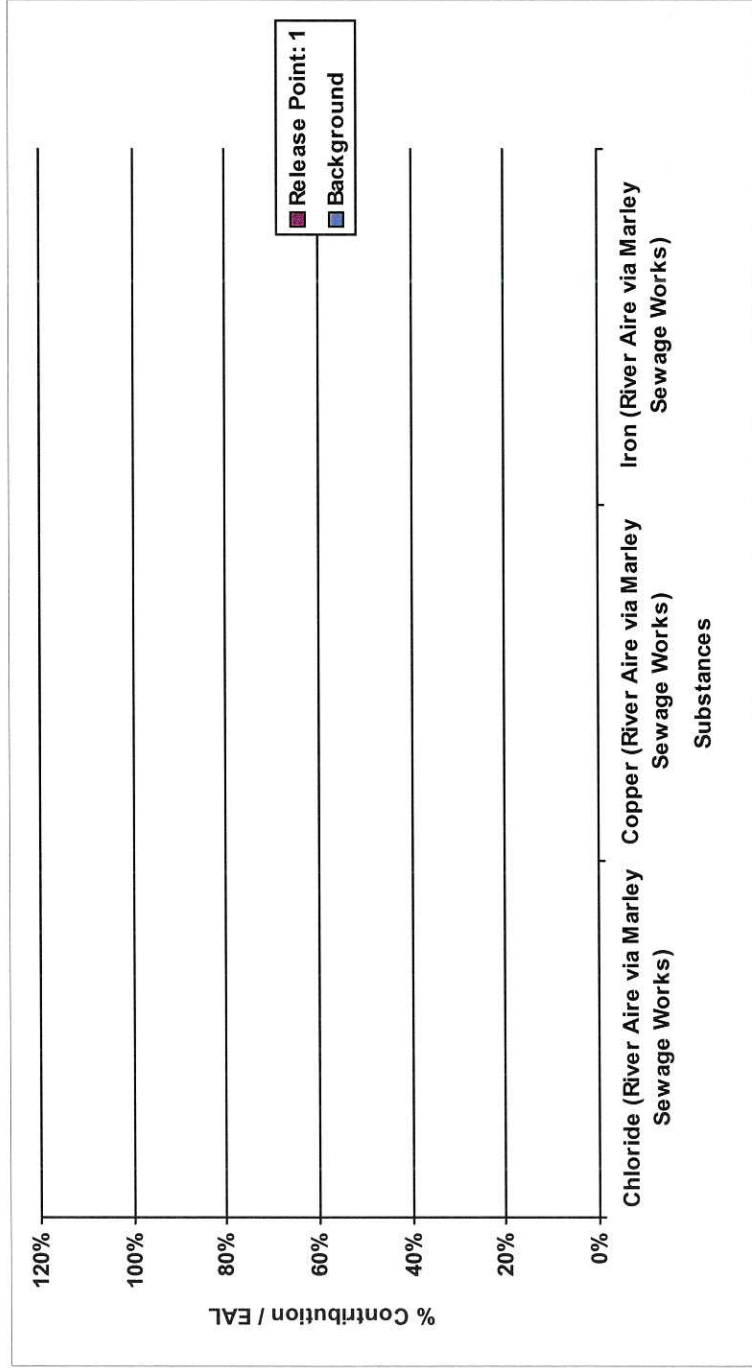 120%
100%
80%
60%
40%
20%
0%
% Contribution / EAL
Release Point: 1
Background
Chloride (River Aire via Marley
Sewage Works)
Copper (River Aire via Marley
Sewage Works)
Iron (River Aire via Marley
Sewage Works)
Substances